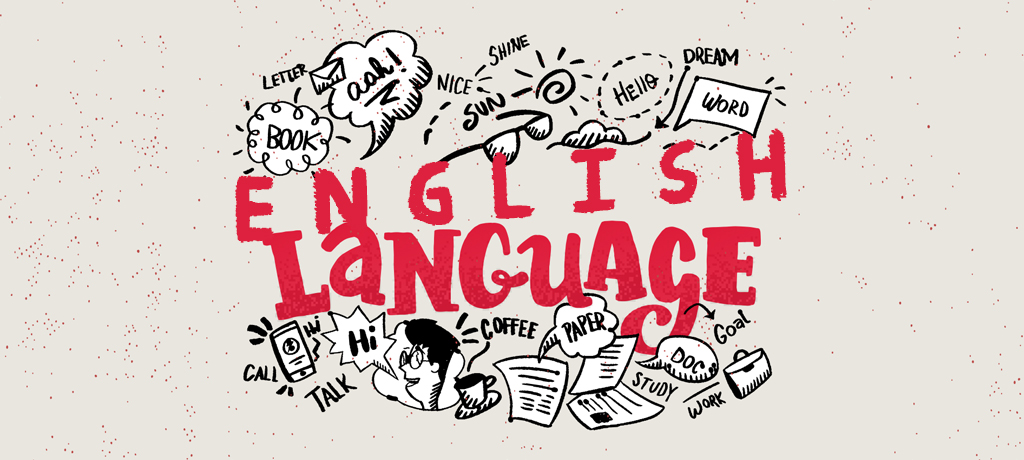 LETTER
aah!
NICE
SHINE
SUN
HELLO
DREAM
WORD
BOOK
ENGLISH
LANGUAGE
Hi
Hi
CALL
TALK
COFFEE
PAPER
Goal
DOC
STUDY
WORK